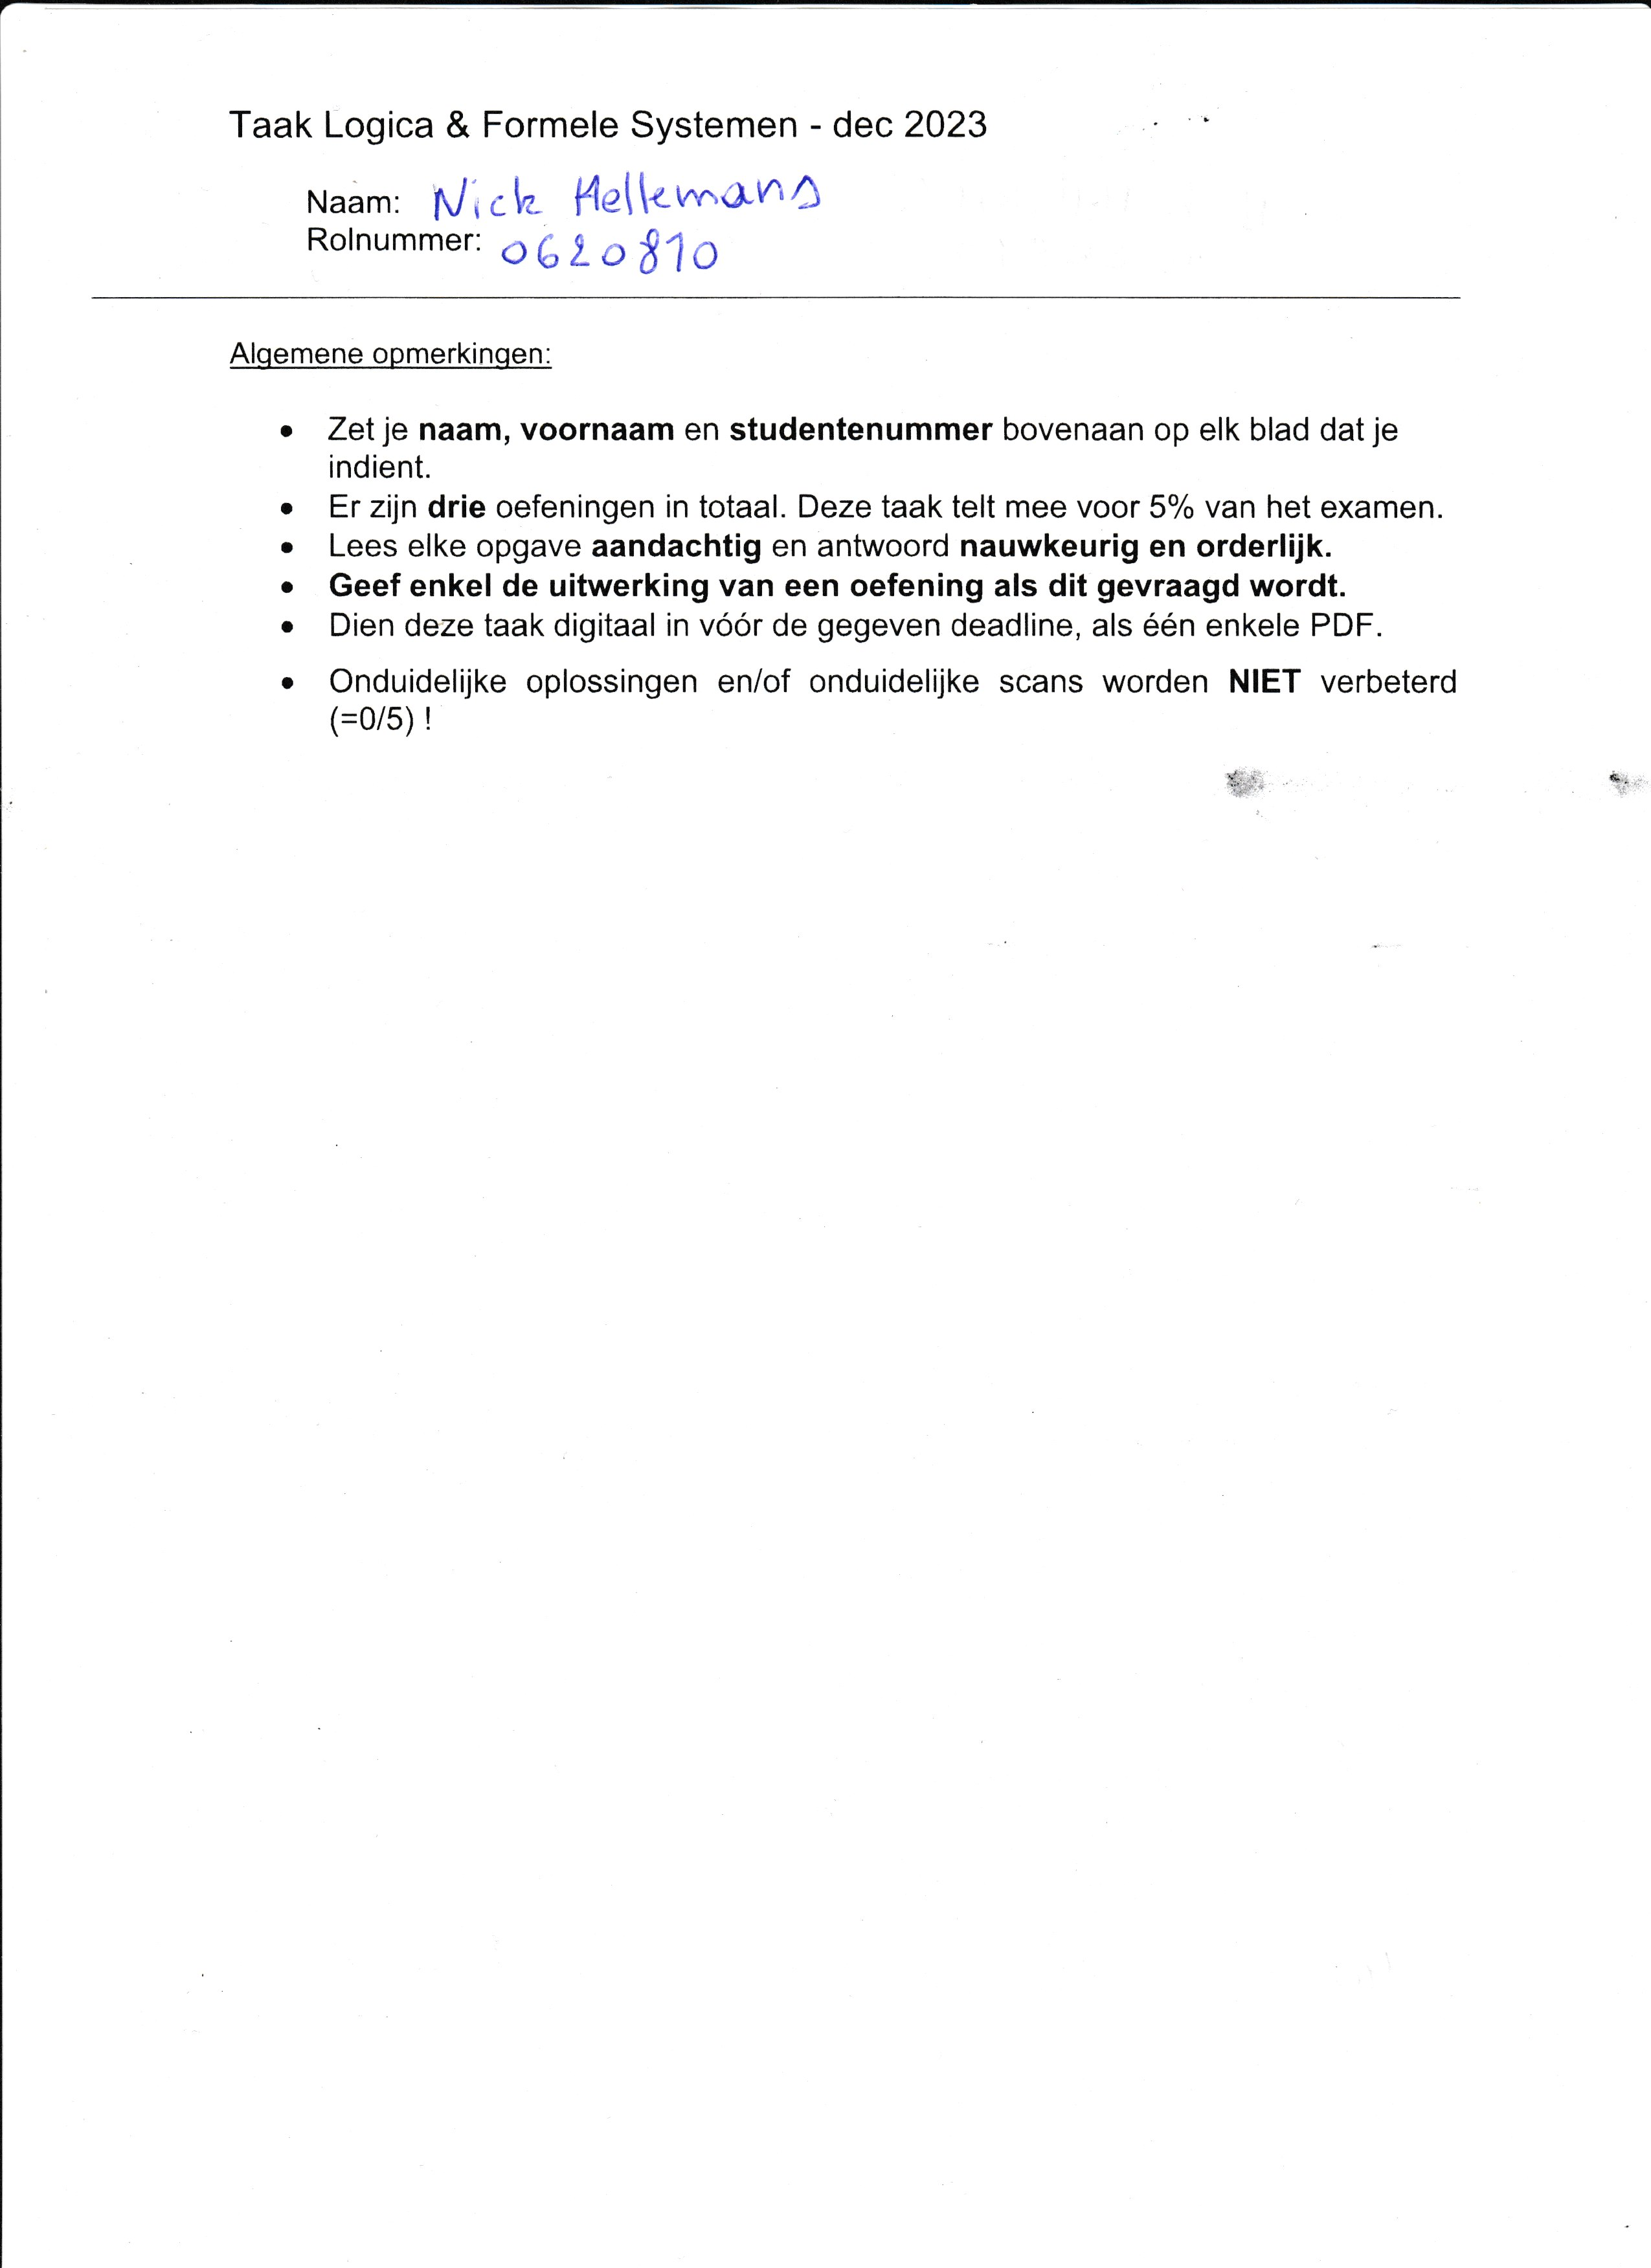 Taak Logica & Formele Systemen - dec 2023
Naam: Nick Hellemans
Rolnummer: 0620810
Algemene opmerkingen:
• Zet je naam, voornaam en studentenummer bovenaan op elk blad dat je
indient.
• Er zijn drie oefeningen in totaal. Deze taak telt mee voor 5% van het examen.
• Lees elke opgave aandachtig en antwoord nauwkeurig en orderlijk.
• Geef enkel de uitwerking van een oefening als dit gevraagd wordt.
• Dien deze taak digitaal in vóór de gegeven deadline, als één enkele PDF.
• Onduidelijke oplossingen en/of onduidelijke scans worden NIET verbeterd
(=0/5) !